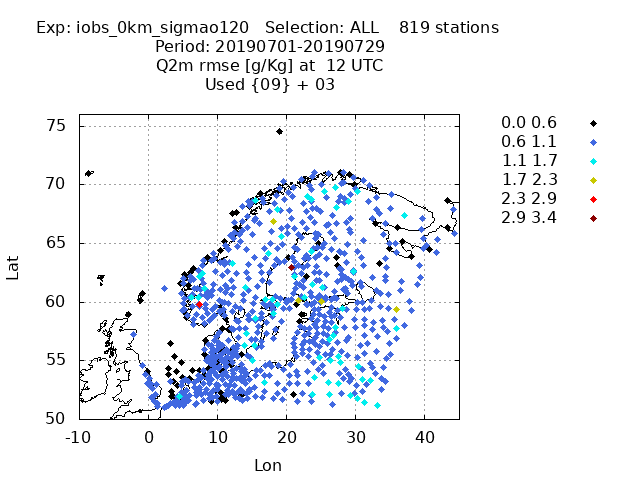 Exp: iobs_0km_sigmao120 Selection: ALL 819 stations
Period: 20190701-20190729
Q2m rmse [g/Kg] at 12 UTC
Used {09} + 03
0.0 0.6
0.6 1.1
1.1 1.7
1.7 2.3
2.3 2.9
2.9 3.4
75
70
65
60
55
50
Lat
-10 0 10 20 30 40
Lon